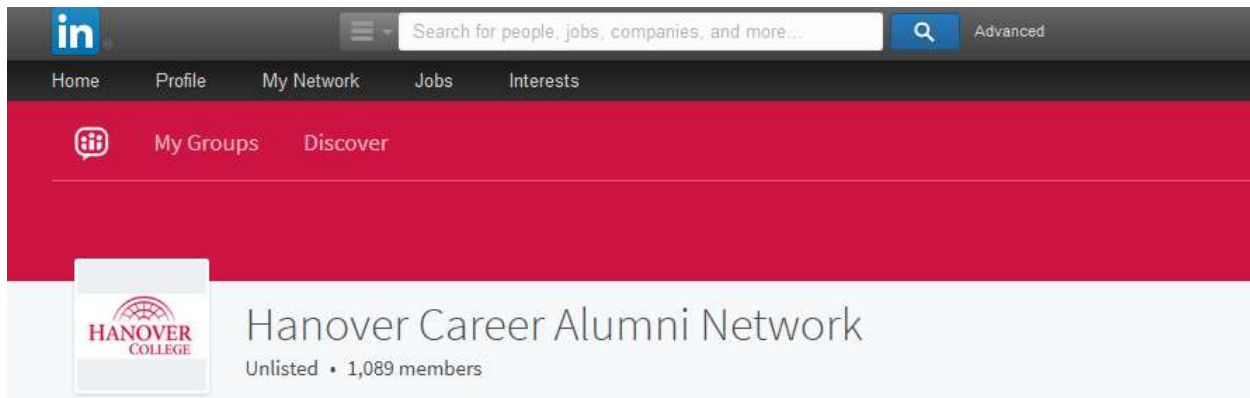 in
Search for people, jobs, companies, and more...
Advanced
Home Profile My Network Jobs Interests
My Groups Discover
HANOVER
COLLEGE
Hanover Career Alumni Network
Unlisted • 1,089 members